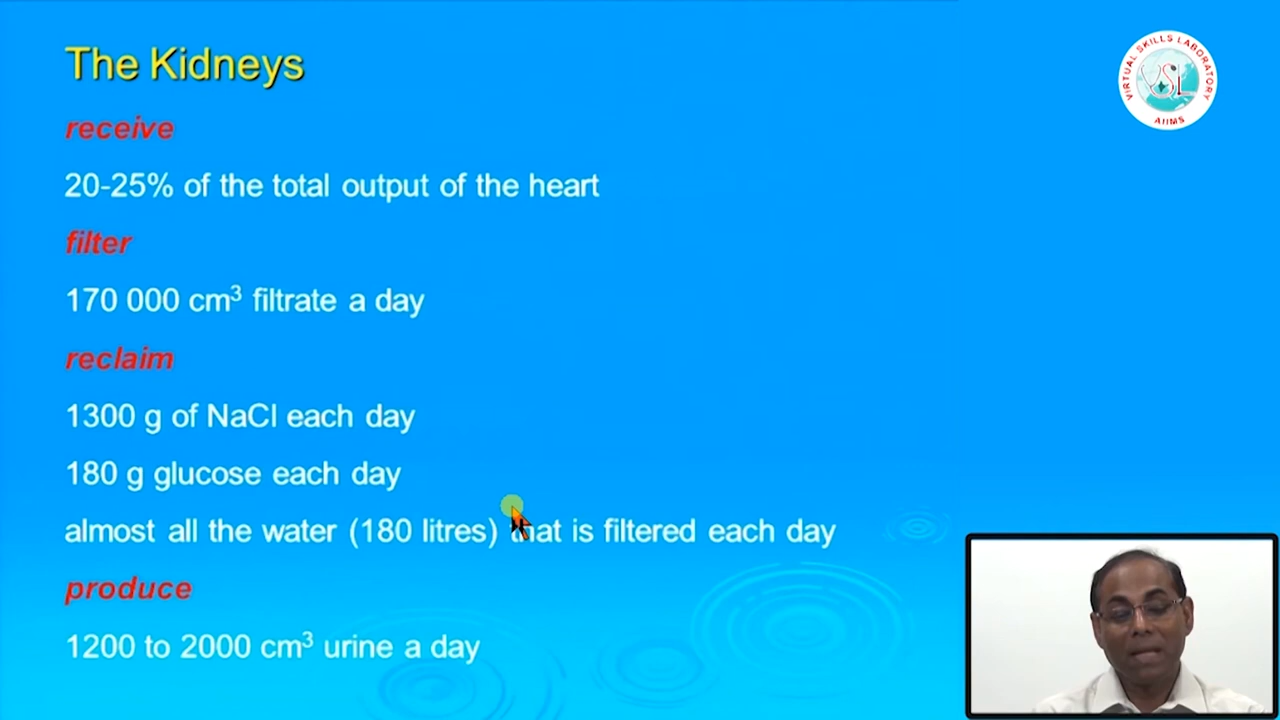 The Kidneys
receive
20-25% of the total output of the heart
filter
170 000 cm³ filtrate a day
reclaim
1300 g of NaCl each day
180 g glucose each day
almost all the water (180 litres) that is filtered each day
produce
1200 to 2000 cm³ urine a day
VIRTUAL SKILLS LABORATORY
VSL
AIIMS